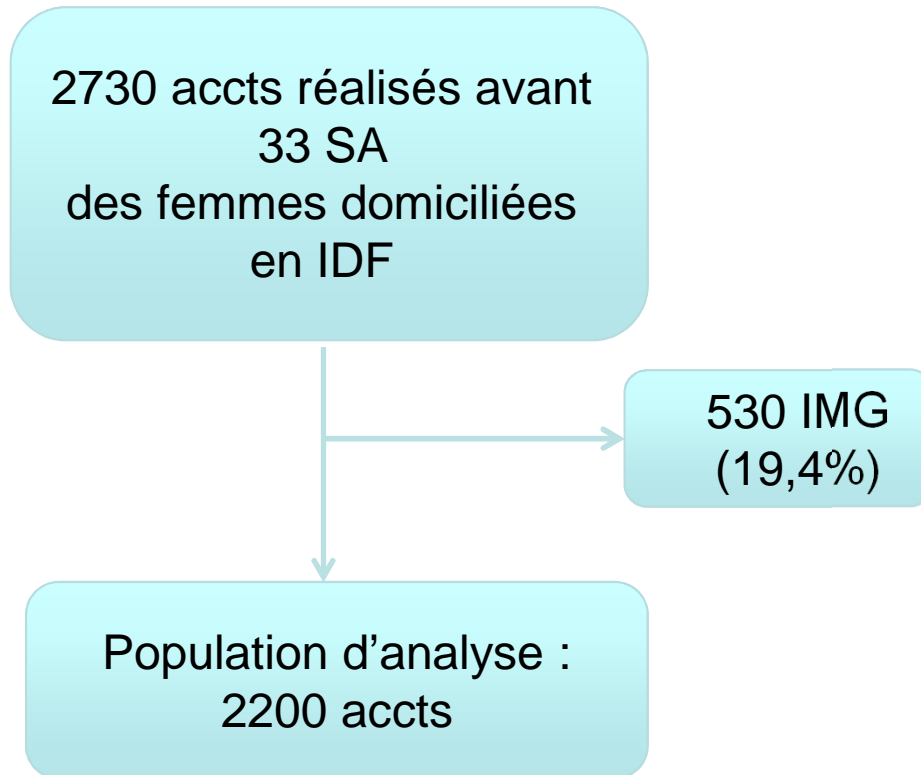 2730 accts réalisés avant
33 SA
des femmes domiciliées
en IDF
530 IMG
(19,4%)
Population d’analyse :
2200 accts